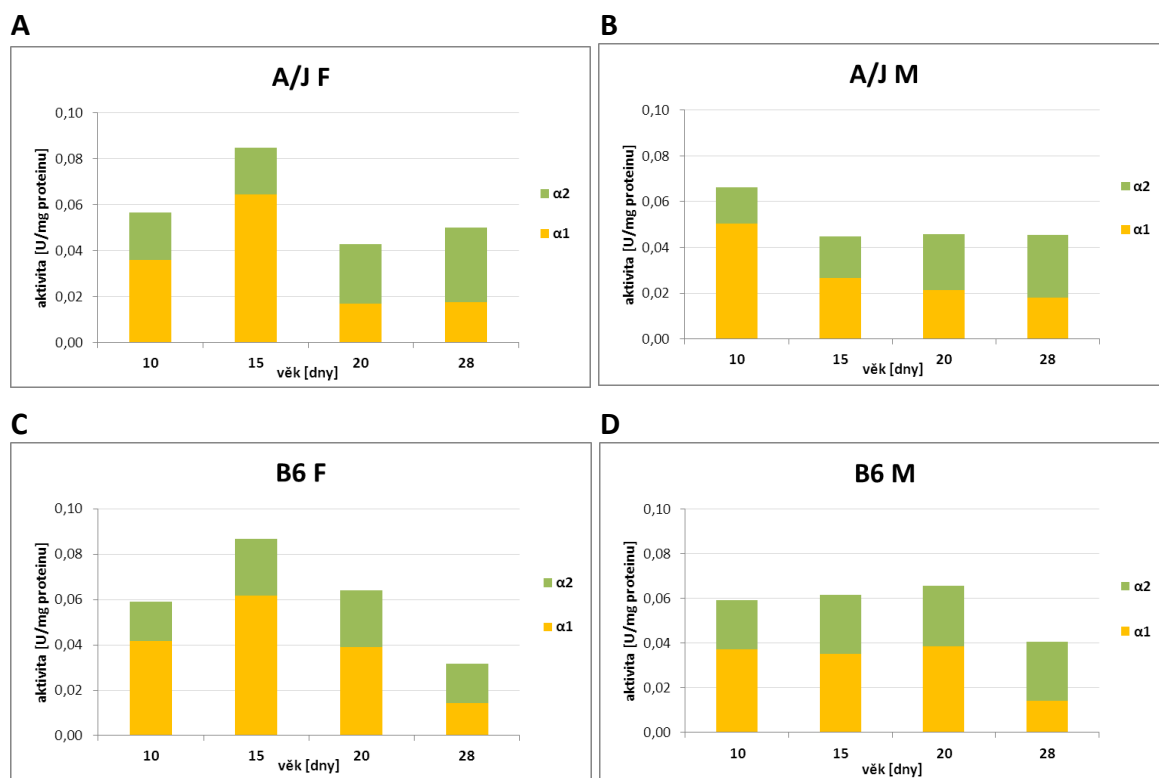 A
A/J F
aktivita [U/mg proteinu]
0,10
0,08
0,06
0,04
0,02
0,00
10 15 20 28
věk [dny]
α2
α1
B
A/J M
aktivita [U/mg proteinu]
0,10
0,08
0,06
0,04
0,02
0,00
10 15 20 28
věk [dny]
α2
α1
C
B6 F
aktivita [U/mg proteinu]
0,10
0,08
0,06
0,04
0,02
0,00
10 15 20 28
věk [dny]
α2
α1
D
B6 M
aktivita [U/mg proteinu]
0,10
0,08
0,06
0,04
0,02
0,00
10 15 20 28
věk [dny]
α2
α1